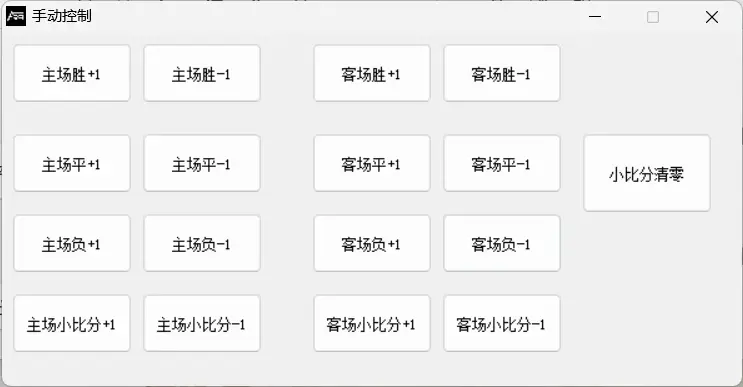 手动控制
主场胜+1 主场胜-1 客场胜+1 客场胜-1
主场平+1 主场平-1 客场平+1 客场平-1
小比分清零
主场负+1 主场负-1 客场负+1 客场负-1
主场小比分+1 主场小比分-1 客场小比分+1 客场小比分-1